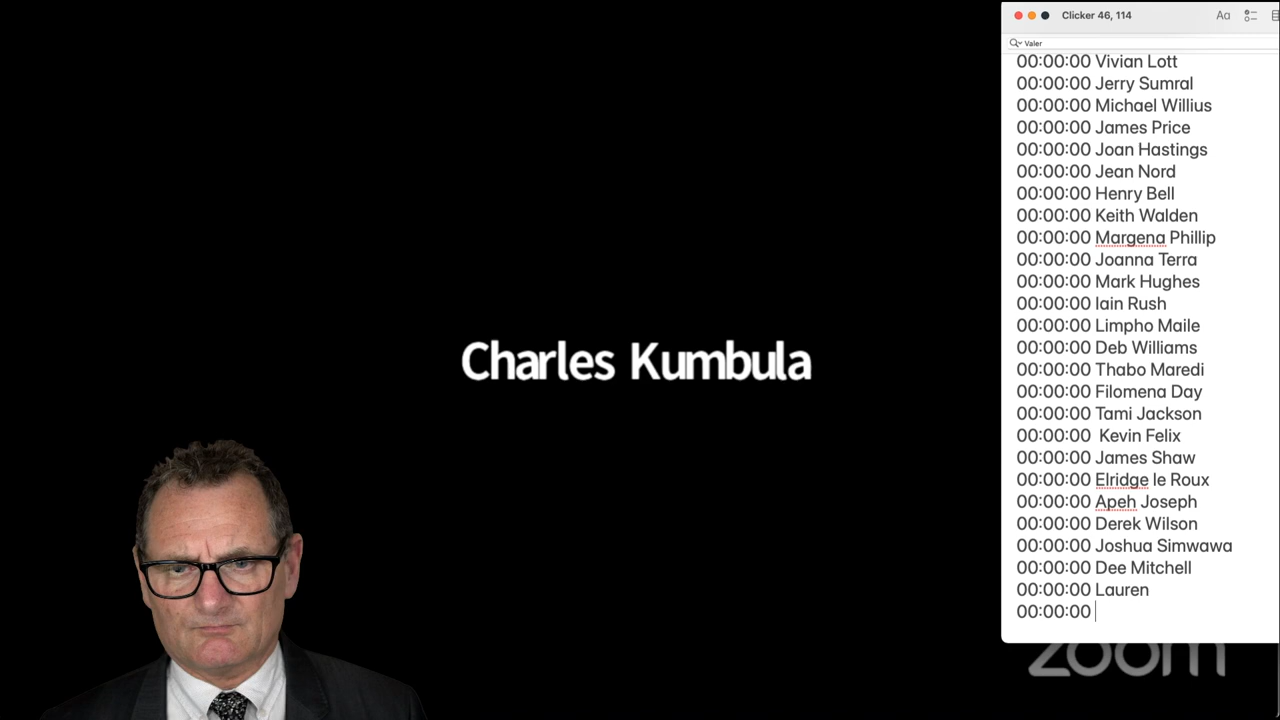 Clicker 46, 114
Aa
Valer
00:00:00 Vivian Lott
00:00:00 Jerry Sumral
00:00:00 Michael Willius
00:00:00 James Price
00:00:00 Joan Hastings
00:00:00 Jean Nord
00:00:00 Henry Bell
00:00:00 Keith Walden
00:00:00 Margena Phillip
00:00:00 Joanna Terra
00:00:00 Mark Hughes
00:00:00 Iain Rush
00:00:00 Limpho Maile
00:00:00 Deb Williams
00:00:00 Thabo Maredi
00:00:00 Filomena Day
00:00:00 Tami Jackson
00:00:00  Kevin Felix
00:00:00 James Shaw
00:00:00 Elridge le Roux
00:00:00 Apeh Joseph
00:00:00 Derek Wilson
00:00:00 Joshua Simwawa
00:00:00 Dee Mitchell
00:00:00 Lauren
00:00:00
Charles Kumbula
zoom